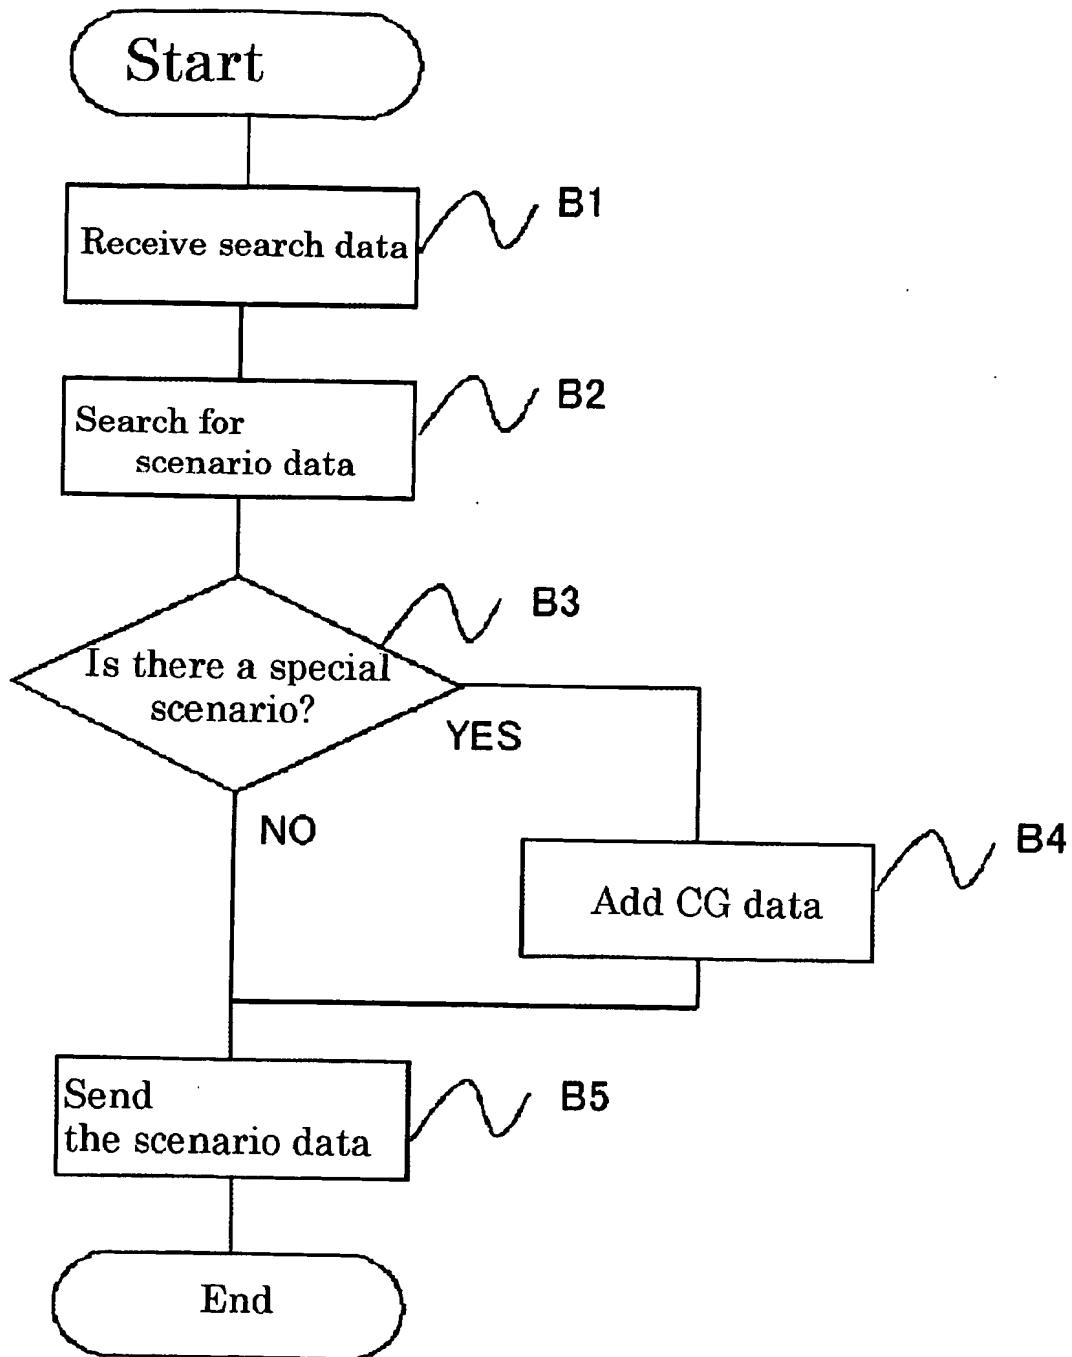 Start
Receive search data
B1
Search for
scenario data
B2
Is there a special
scenario?
B3
YES
NO
Add CG data
B4
Send
the scenario data
B5
End